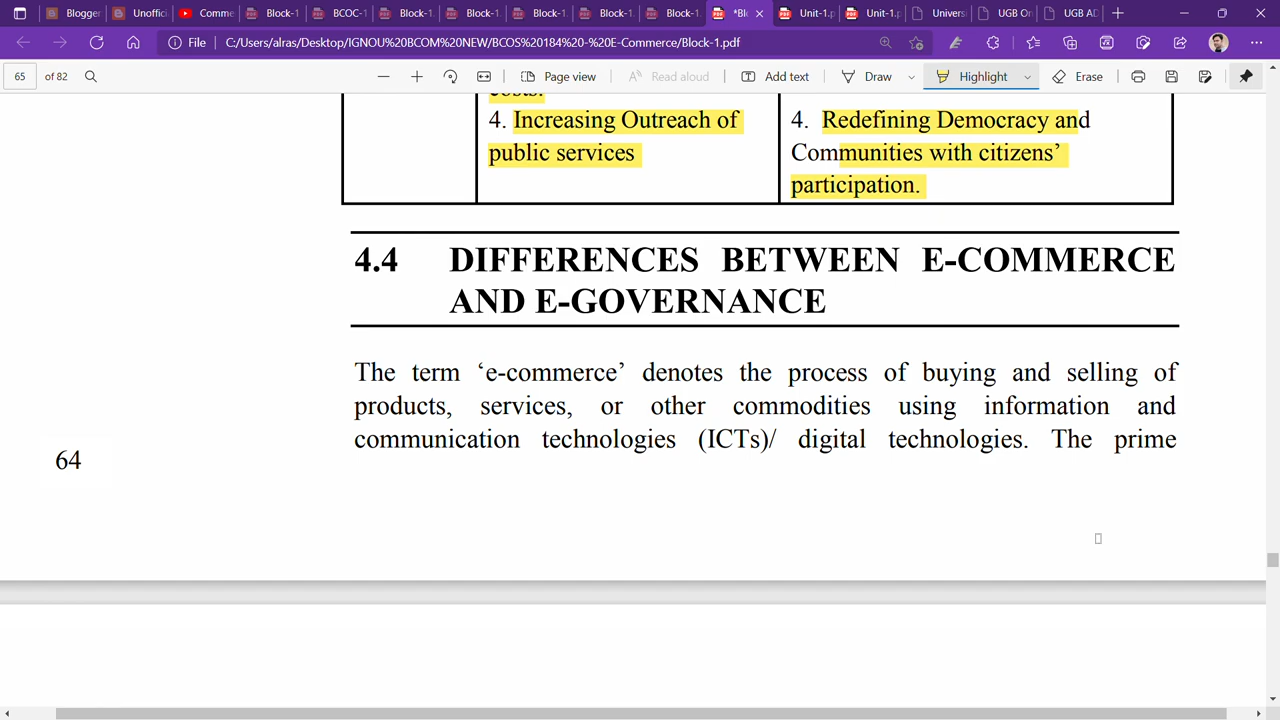 Blogger
Unoffic
Comme
Block-1
BCOC-1
Block-1.
Block-1.
Block-1.
Block-1.
Block-1.
*Bl
Unit-1.p
Unit-1.p
Univers
UGB On
UGB AD
File
C:/Users/alras/Desktop/IGNOU%20BCOM%20NEW/BCOS%20184%20-%20E-Commerce/Block-1.pdf
65 of 82
Page view
Read aloud
Add text
Draw
Highlight
Erase
costs.
4. Increasing Outreach of
public services
4. Redefining Democracy and
Communities with citizens’
participation.
4.4 DIFFERENCES BETWEEN E-COMMERCE
AND E-GOVERNANCE
The term ‘e-commerce’ denotes the process of buying and selling of
products, services, or other commodities using information and
communication technologies (ICTs)/ digital technologies. The prime
64